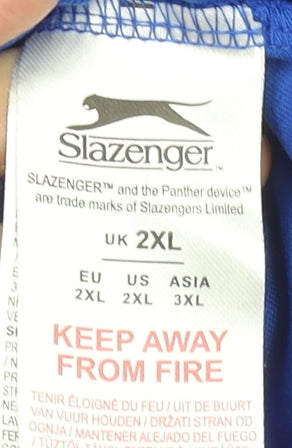 Slazenger™
SLAZENGER™ and the Panther device™
are trade marks of Slazengers Limited
UK 2XL
EU US ASIA
2XL 2XL 3XL
KEEP AWAY
FROM FIRE
TENIR ÉLOIGNÉ DU FEU / UIT DE BUURT
VAN VUUR HOUDEN / DRŽATI STRAN OD
OGNJA / MANTENER ALEJADO DEL FUEGO